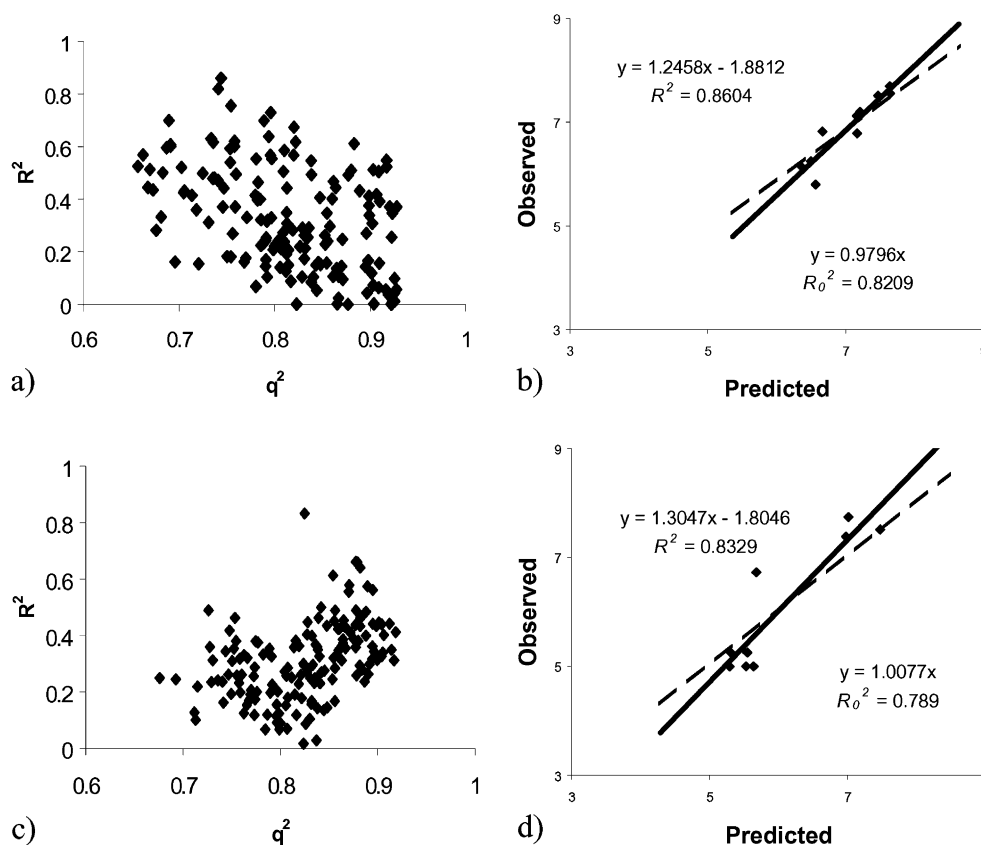 1
0.8
0.6
0.4
0.2
0
0.6
0.7
0.8
0.9
1
R²
q²
a)
9
7
5
3
3
5
7
y = 1.2458x - 1.8812
R² = 0.8604
y = 0.9796x
R₀² = 0.8209
Observed
Predicted
b)
1
0.8
0.6
0.4
0.2
0
0.6
0.7
0.8
0.9
1
R²
q²
c)
9
7
5
3
3
5
7
y = 1.3047x - 1.8046
R² = 0.8329
y = 1.0077x
R₀² = 0.789
Observed
Predicted
d)